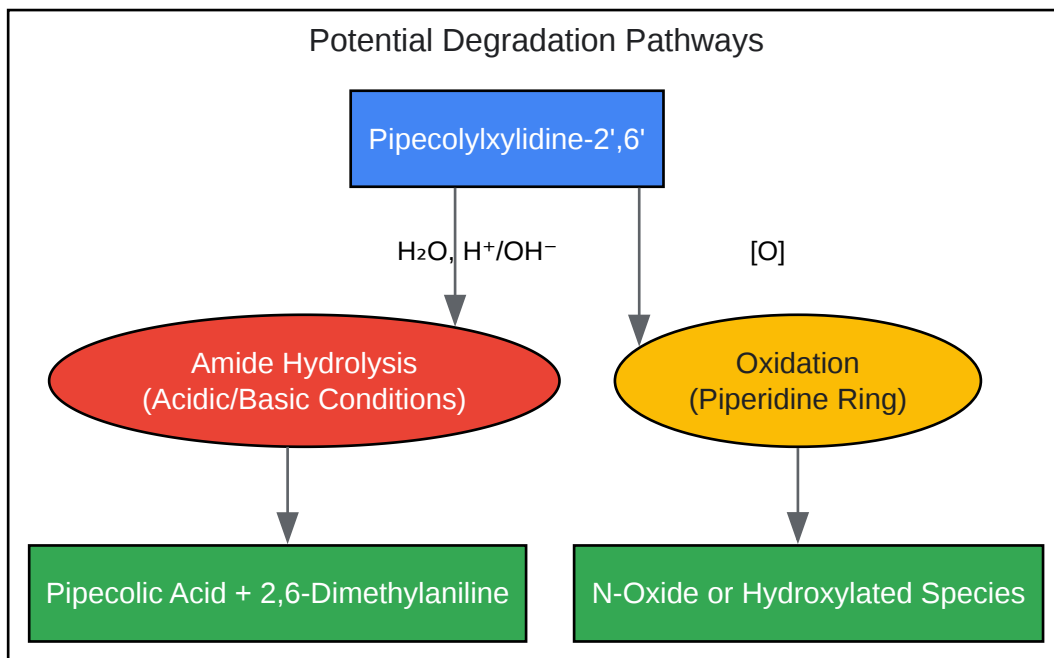 Potential Degradation Pathways
Pipecolylxylidine-2',6'
H₂O, H⁺/OH⁻
[O]
Amide Hydrolysis
(Acidic/Basic Conditions)
Oxidation
(Piperidine Ring)
Pipecolic Acid + 2,6-Dimethylaniline
N-Oxide or Hydroxylated Species